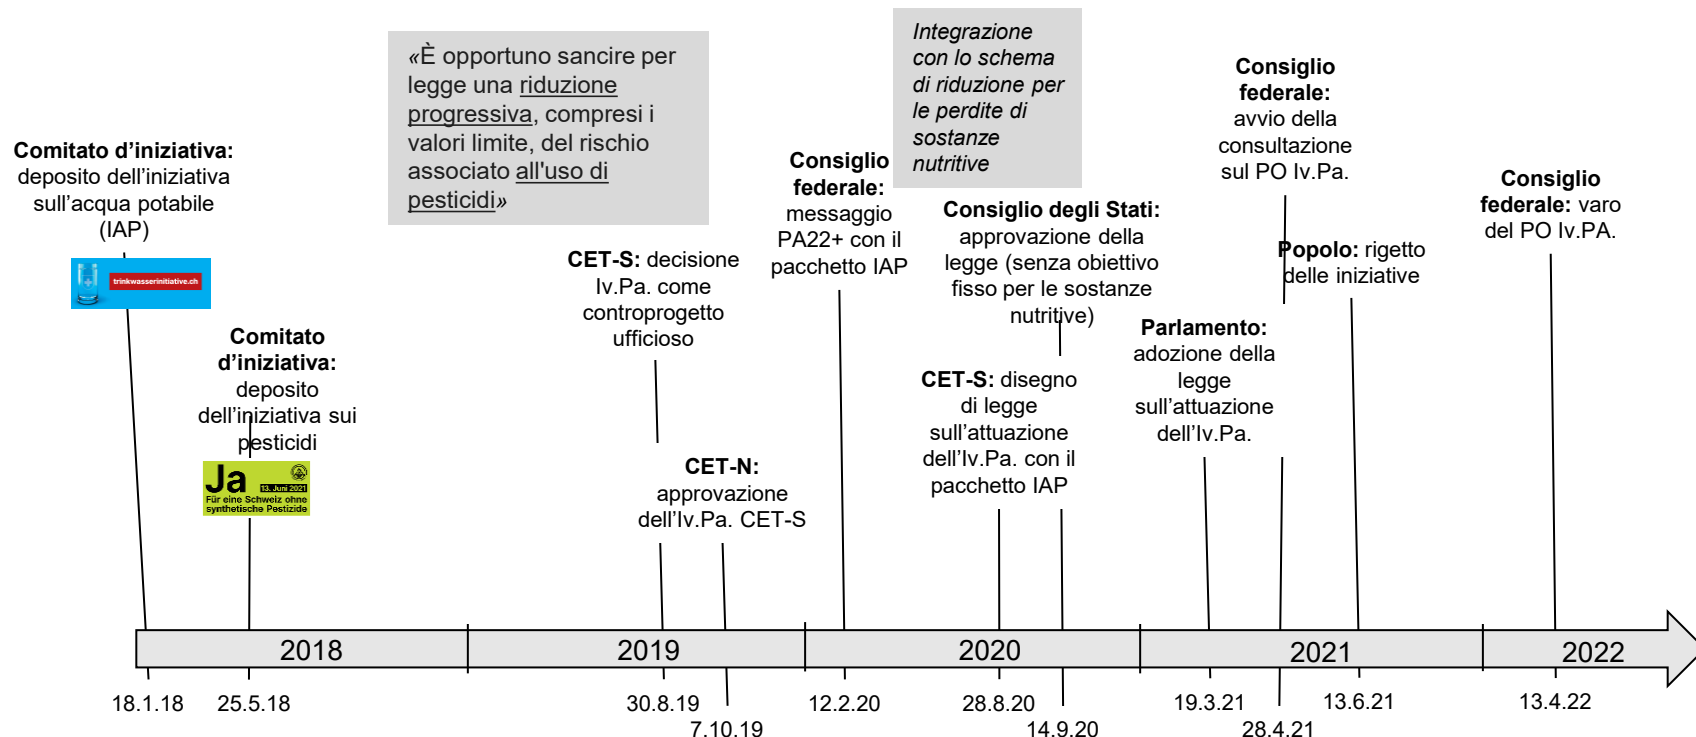 Comitato d’iniziativa:
deposito dell’iniziativa
sull’acqua potabile
(IAP)
trinkwasserinitiative.ch
Comitato
d’iniziativa:
deposito
dell’iniziativa sui
pesticidi
Ja
13. Juni 2021
Für eine Schweiz ohne
synthetische Pestizide
«È opportuno sancire per
legge una riduzione
progressiva, compresi i
valori limite, del rischio
associato all'uso di
pesticidi»
CET-S: decisione
Iv.Pa. come
controprogetto
ufficioso
CET-N:
approvazione
dell’Iv.Pa. CET-S
Consiglio
federale:
messaggio
PA22+ con il
pacchetto IAP
Integrazione
con lo schema
di riduzione per
le perdite di
sostanze
nutritive
Consiglio degli Stati:
approvazione della
legge (senza obiettivo
fisso per le sostanze
nutritive)
CET-S: disegno
di legge
sull’attuazione
dell’Iv.Pa. con il
pacchetto IAP
Consiglio
federale:
avvio della
consultazione
sul PO Iv.Pa.
Popolo: rigetto
delle iniziative
Parlamento:
adozione della
legge
sull’attuazione
dell’Iv.Pa.
Consiglio
federale: varo
del PO Iv.PA.
2018
2019
2020
2021
2022
18.1.18
25.5.18
30.8.19
7.10.19
12.2.20
28.8.20
14.9.20
19.3.21
28.4.21
13.6.21
13.4.22